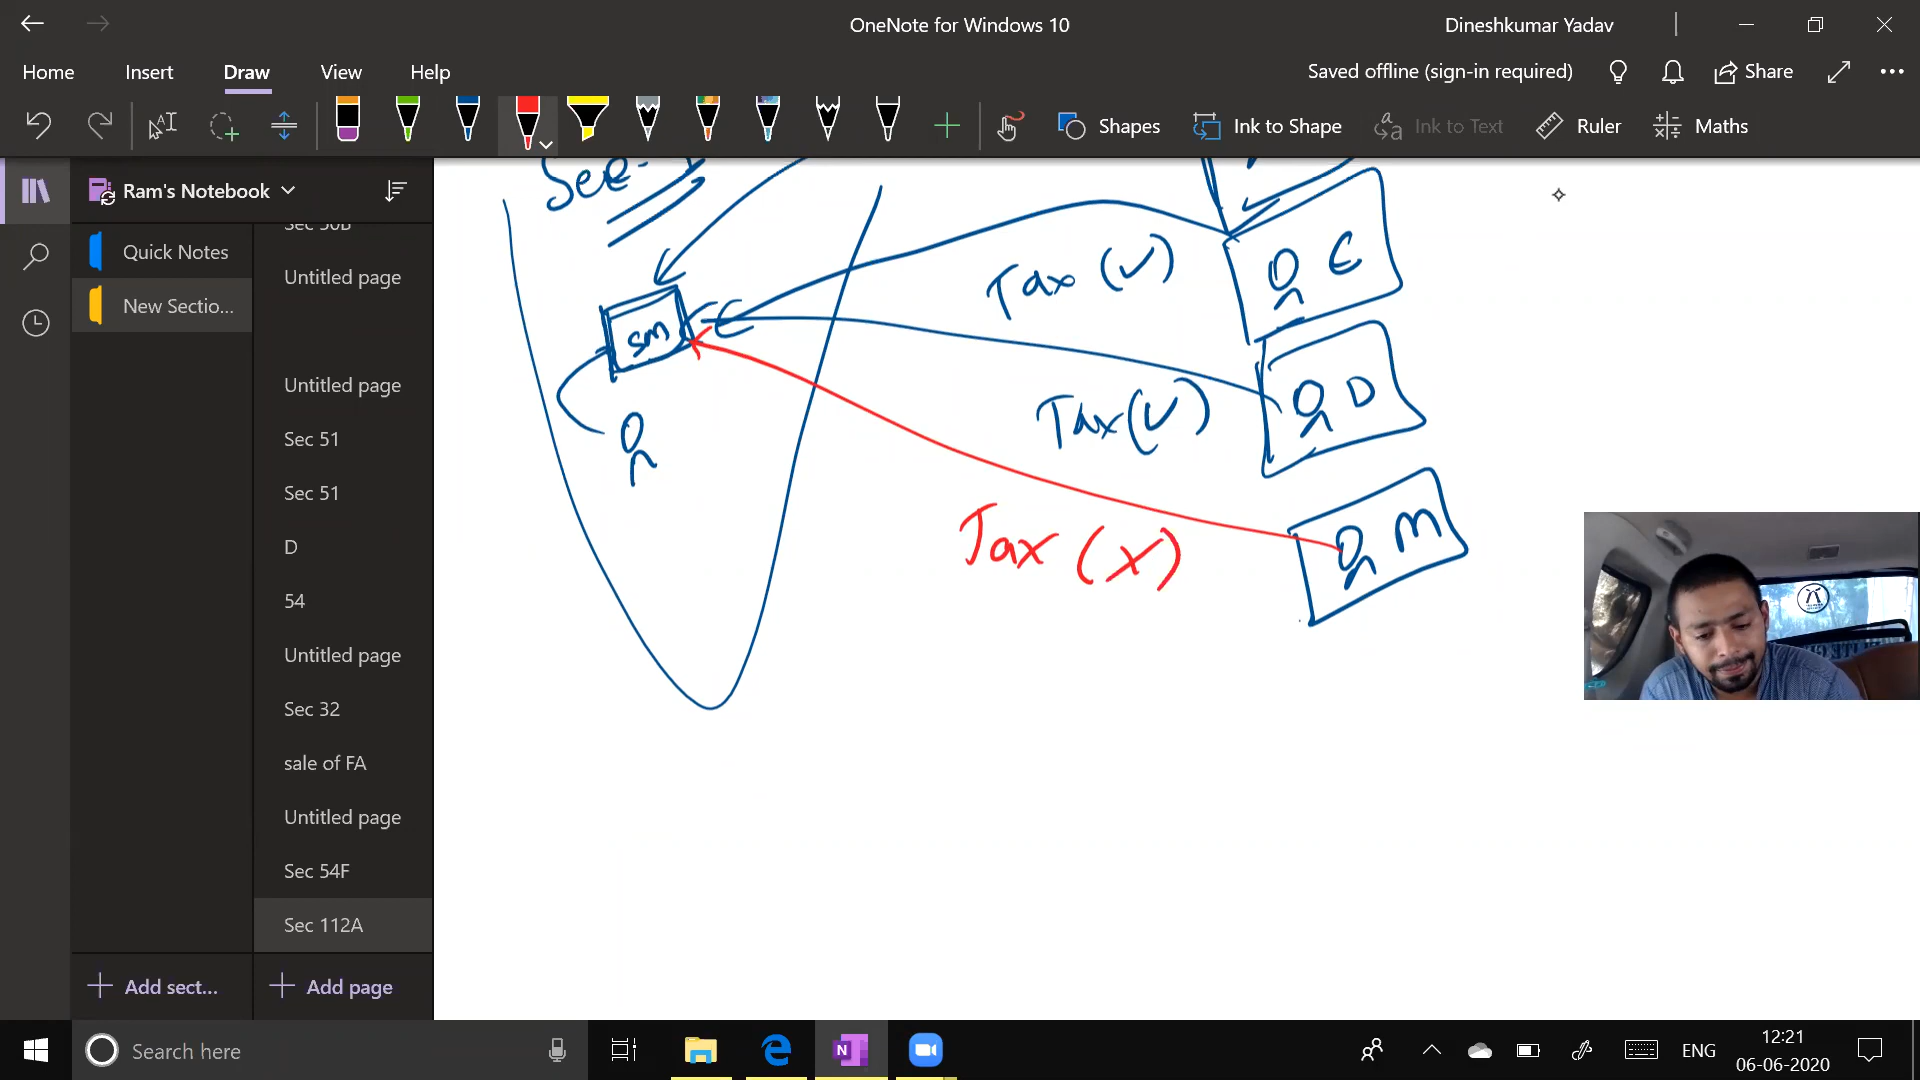 OneNote for Windows 10
Dineshkumar Yadav
Home Insert Draw View Help
Saved offline (sign-in required) Share
Shapes Ink to Shape Ink to Text Ruler Maths
Ram's Notebook
Quick Notes
New Sectio...
Sec 50B
Untitled page
Untitled page
Sec 51
Sec 51
D
54
Untitled page
Sec 32
sale of FA
Untitled page
Sec 54F
Sec 112A
Add sect...
Add page
Sec-
SM
Tax (✓)
E
Tax (✓)
D
Tax (x)
M
Search here
ENG
12:21
06-06-2020